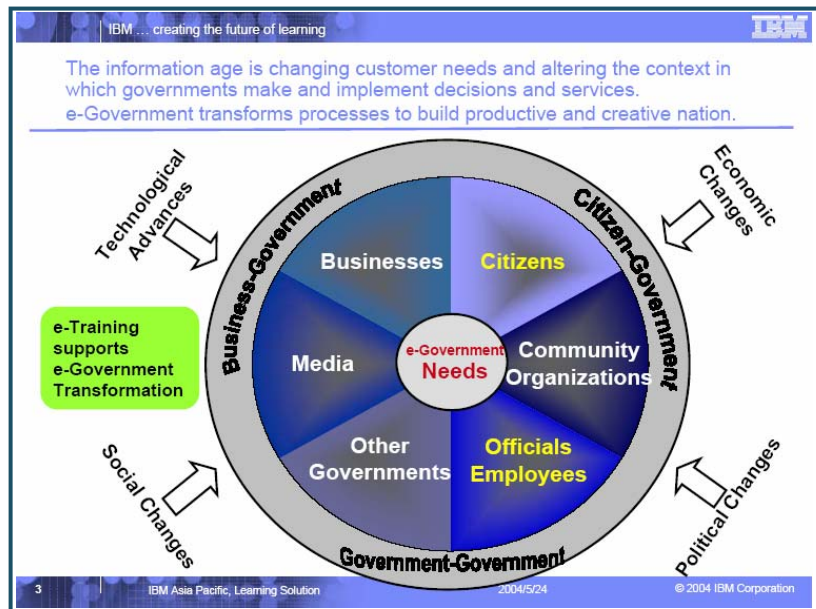 IBM … creating the future of learning
IBM
The information age is changing customer needs and altering the context in
which governments make and implement decisions and services.
e-Government transforms processes to build productive and creative nation.
Technological
Advances
Economic
Changes
Business-Government
Citizen-Government
Businesses
Citizens
e-Training
supports
e-Government
Transformation
Media
e-Government
Needs
Community
Organizations
Other
Governments
Officials
Employees
Social Changes
Political Changes
Government-Government
3
IBM Asia Pacific, Learning Solution
2004/5/24
© 2004 IBM Corporation